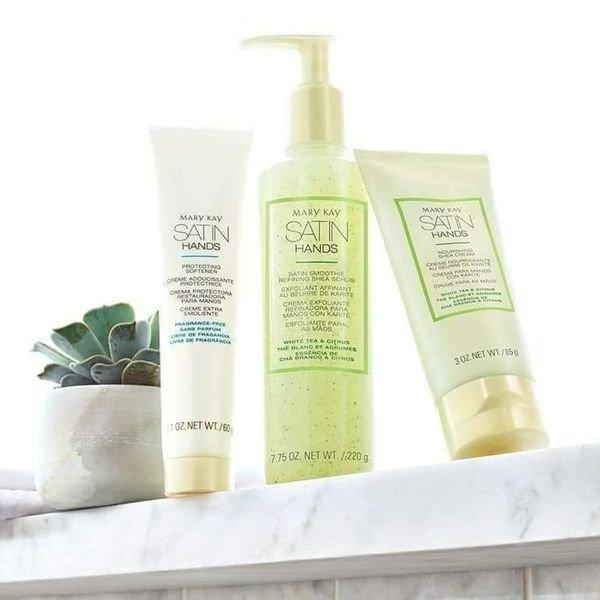 MARY KAY
SATIN
HANDS
PROTECTING
SOFTENER
CRÈME ADOUCISSANTE
PROTECTRICE
CREMA PROTECTORA
RESTAURADORA
PARA MANOS
CREME EXTRA
EMOLIENTE
FRAGRANCE-FREE
SANS PARFUM
LIBRE DE FRAGANCIA
LIVRE DE FRAGRÂNCIA
OZ. NET WT.
MARY KAY
SATIN
HANDS
SATIN SMOOTHIE
REFINING SHEA SCRUB
EXFOLIANT AFFINANT
AU BEURRE DE KARITÉ
CREMA EXFOLIANTE
REFINADORA PARA
MANOS CON KARITÉ
ESFOLIANTE PARA
AS MÃOS
WHITE TEA & CITRUS
THÉ BLANC ET AGRUMES
ESSÊNCIA DE
CHÁ BRANCO & CITRUS
7.75 OZ. NET WT. / 220 g
MARY KAY
SATIN
HANDS
NOURISHING
SHEA CREAM
CRÈME NOURRISSANTE
AU BEURRE DE KARITÉ
CREMA PARA MANOS
CON KARITÉ
CREME PARA AS MÃOS
WHITE TEA & CITRUS
THÉ BLANC ET AGRUMES
ESSÊNCIA DE
CHÁ BRANCO & CITRUS
3 OZ. NET WT. / 85 g